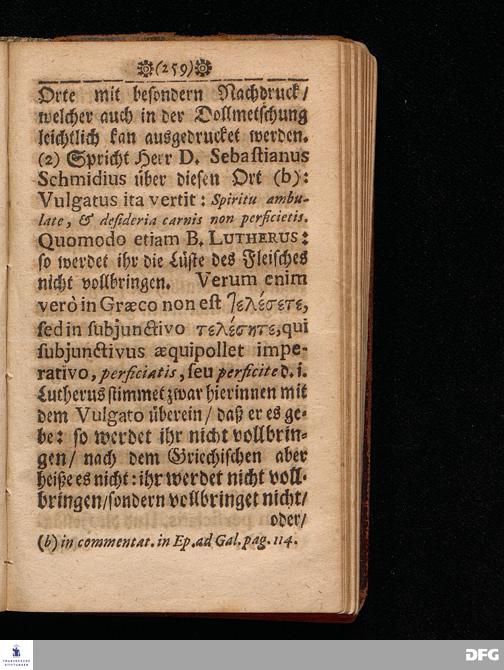 (259)
Orte mit besondern Nachdruck/
welcher auch in der Dollmetschung
leichtlich kan ausgedrucket werden.
(2) Spricht Herr D. Sebastianus
Schmidius über diesen Ort (b):
Vulgatus ita vertit: Spiritu ambu-
late, & desideria carnis non perficietis.
Quomodo etiam B. LUTHERUS:
so werdet ihr die Lüste des Fleisches
nicht vollbringen. Verum enim
verò in Græco non est τελέσετε,
sed in subjunctivo τελέσητε, qui
subjunctivus æquipollet impe-
rativo, perficiatis, seu perficite d. i.
Lutherus stimmet zwar hierinnen mit
dem Vulgato überein/ daß er es ge-
be: so werdet ihr nicht vollbrin-
gen/ nach dem Griechischen aber
heiße es nicht: ihr werdet nicht voll-
bringen/ sondern vollbringet nicht/
oder/
(b) in commentat. in Ep. ad Gal. pag. 114.
FRANCKESCHE
STIFTUNGEN
DFG